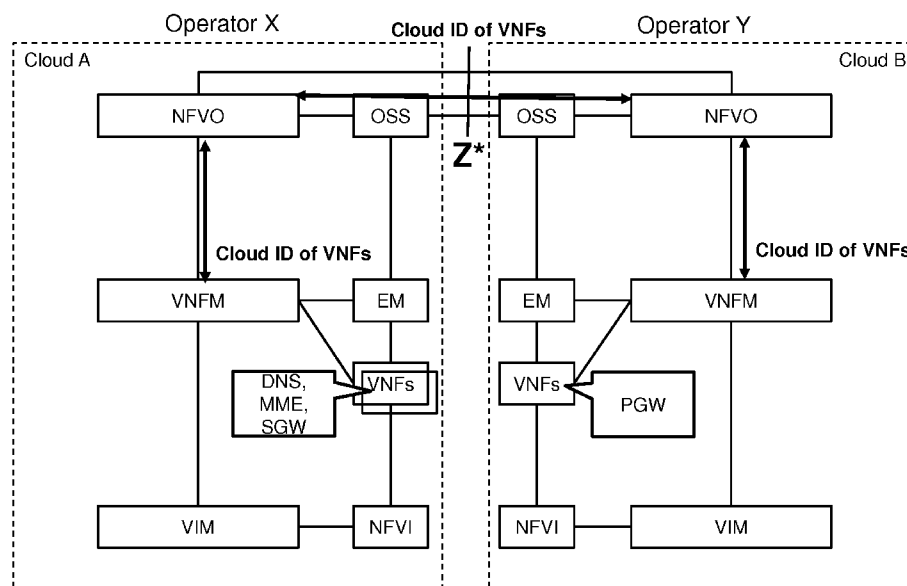 Operator X
Cloud ID of VNFs
Operator Y
Cloud A
Cloud B
NFVO
OSS
OSS
NFVO
Z*
Cloud ID of VNFs
Cloud ID of VNFs
VNFM
EM
EM
VNFM
DNS,
MME,
SGW
VNFs
VNFs
PGW
VIM
NFVI
NFVI
VIM